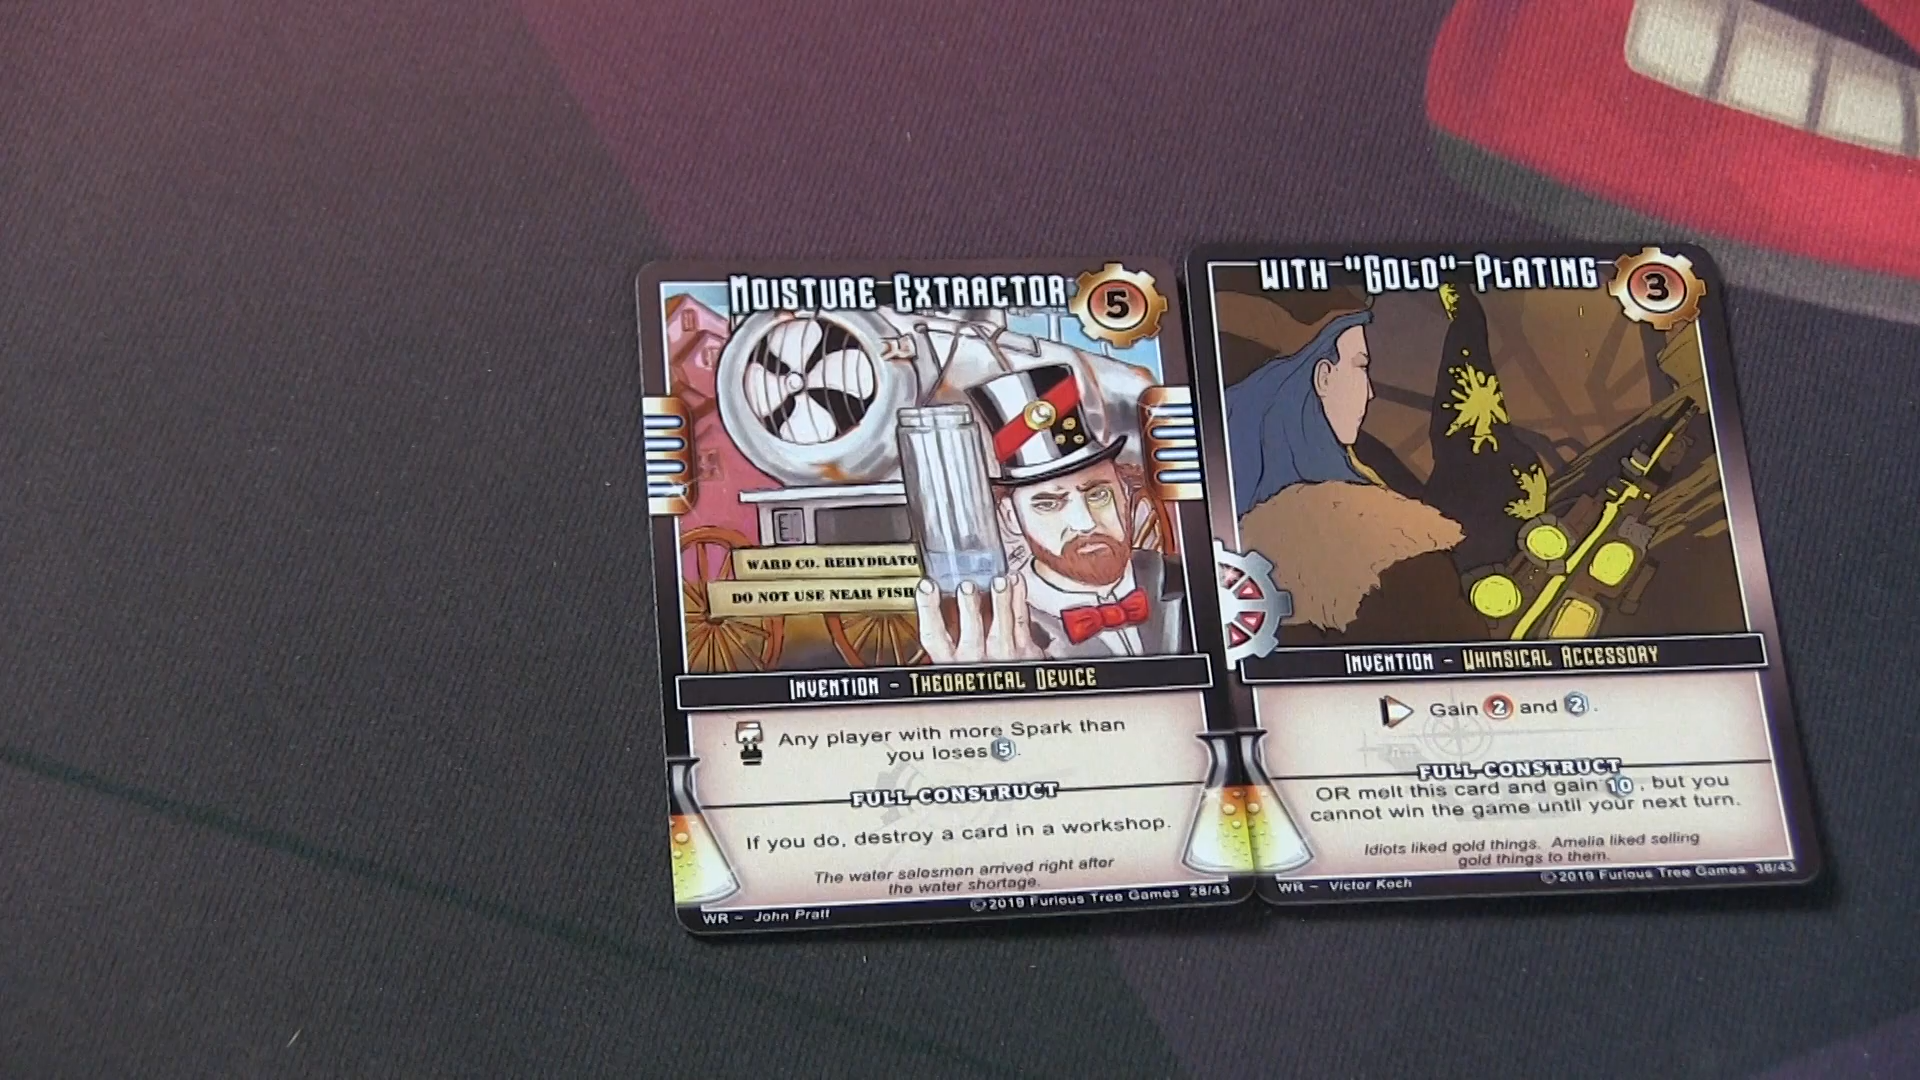 MOISTURE EXTRACTOR
5
WARD CO. REHYDRATO
DO NOT USE NEAR FISH
INVENTION - THEORETICAL DEVICE
Any player with more Spark than
you loses 5.
FULL CONSTRUCT
If you do, destroy a card in a workshop.
The water salesmen arrived right after
the water shortage.
WR - John Pratt
©2019 Furious Tree Games 28/43
WITH "GOLD" PLATING
3
INVENTION - WHIMSICAL ACCESSORY
Gain 2 and 2.
FULL CONSTRUCT
OR melt this card and gain 10, but you
cannot win the game until your next turn.
Idiots liked gold things. Amelia liked selling
gold things to them.
WR - Victor Koch
©2019 Furious Tree Games 36/43